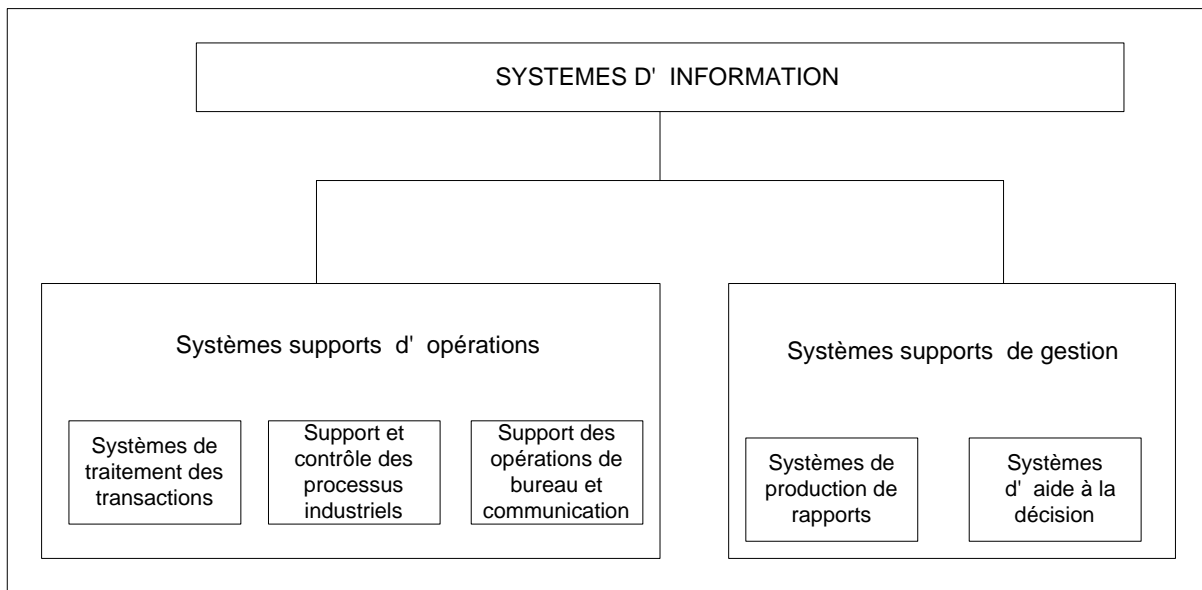 SYSTEMES D' INFORMATION
Systèmes supports d' opérations
Systèmes de
traitement des
transactions
Support et
contrôle des
processus
industriels
Support des
opérations de
bureau et
communication
Systèmes supports de gestion
Systèmes de
production de
rapports
Systèmes
d' aide à la
décision